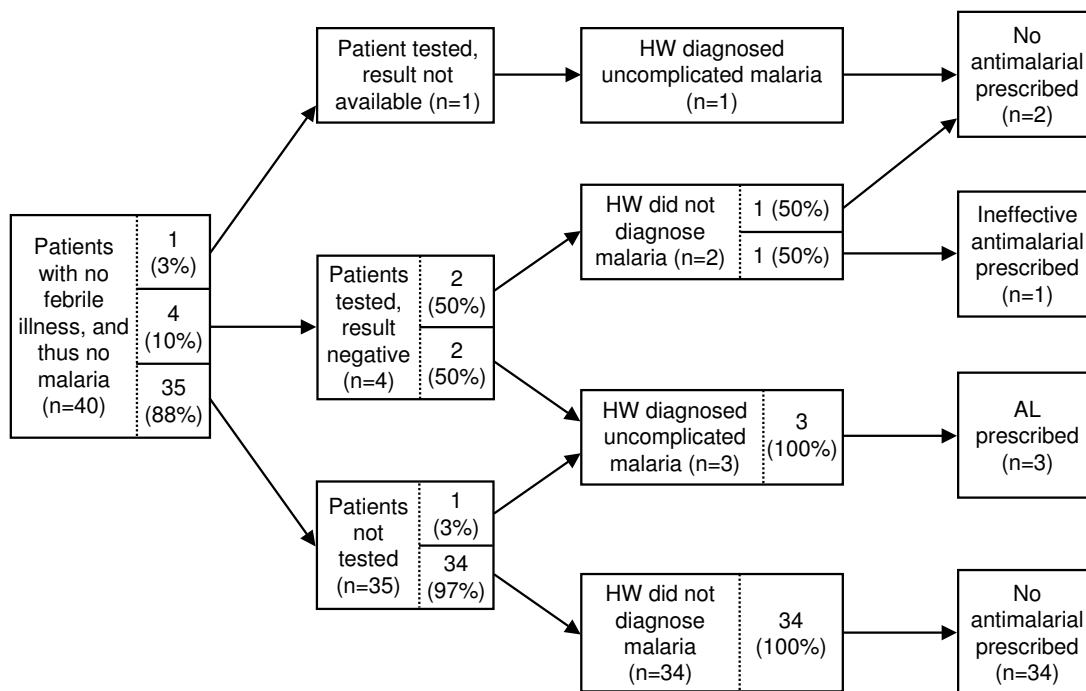 Patient tested,
result not
available (n=1)
HW diagnosed
uncomplicated malaria
(n=1)
No
antimalarial
prescribed
(n=2)
Patients
with no
febrile
illness, and
thus no
malaria
(n=40)
1
(3%)
4
(10%)
35
(88%)
Patients
tested,
result
negative
(n=4)
2
(50%)
2
(50%)
HW did not
diagnose
malaria (n=2)
1 (50%)
1 (50%)
Ineffective
antimalarial
prescribed
(n=1)
HW diagnosed
uncomplicated
malaria (n=3)
3
(100%)
AL
prescribed
(n=3)
Patients
not
tested
(n=35)
1
(3%)
34
(97%)
HW did not
diagnose
malaria
(n=34)
34
(100%)
No
antimalarial
prescribed
(n=34)